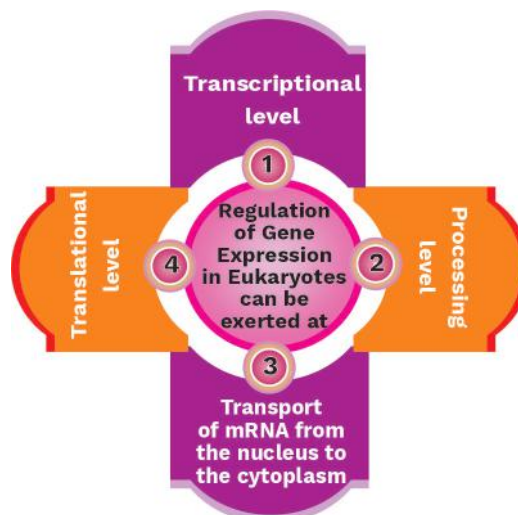 Transcriptional
level
1
Regulation
of Gene
Expression
in Eukaryotes
can be
exerted at
2
Processing
level
3
Transport
of mRNA from
the nucleus to
the cytoplasm
4
Translational
level